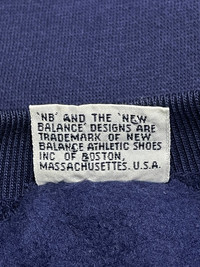 'NB' AND THE 'NEW
BALANCE' DESIGNS ARE
TRADEMARK OF NEW
BALANCE ATHLETIC SHOES
INC OF BOSTON,
MASSACHUSETTES. U.S.A.